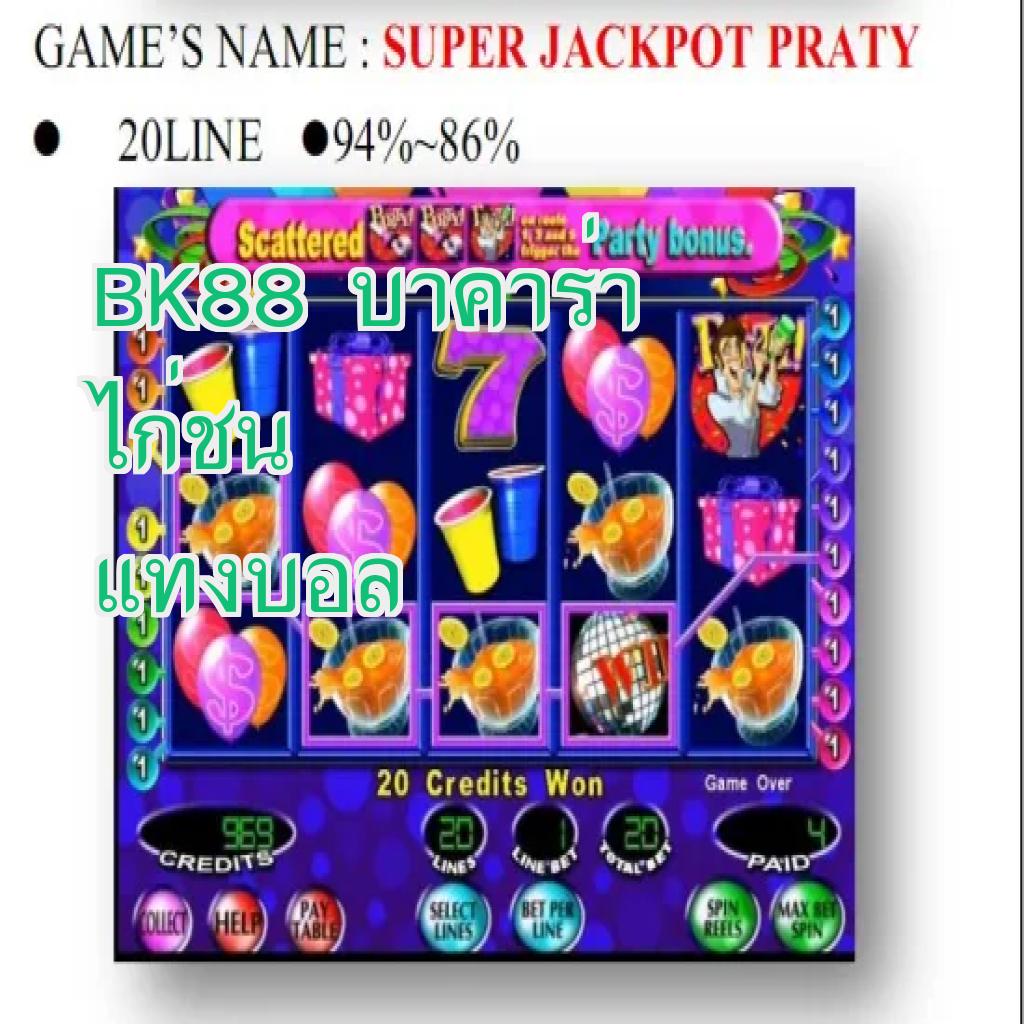 GAME'S NAME : SUPER JACKPOT PRATY
● 20LINE ●94%~86%
Scattered Party bonus.
BK88 บาคาร่า
ไก่ชน
แทงบอล
20 Credits Won
Game Over
969
CREDITS
20
LINES
1
LINE BET
20
TOTAL BET
4
PAID
COLLECT
HELP
PAY TABLE
SELECT LINES
BET PER LINE
SPIN REELS
MAX BET SPIN